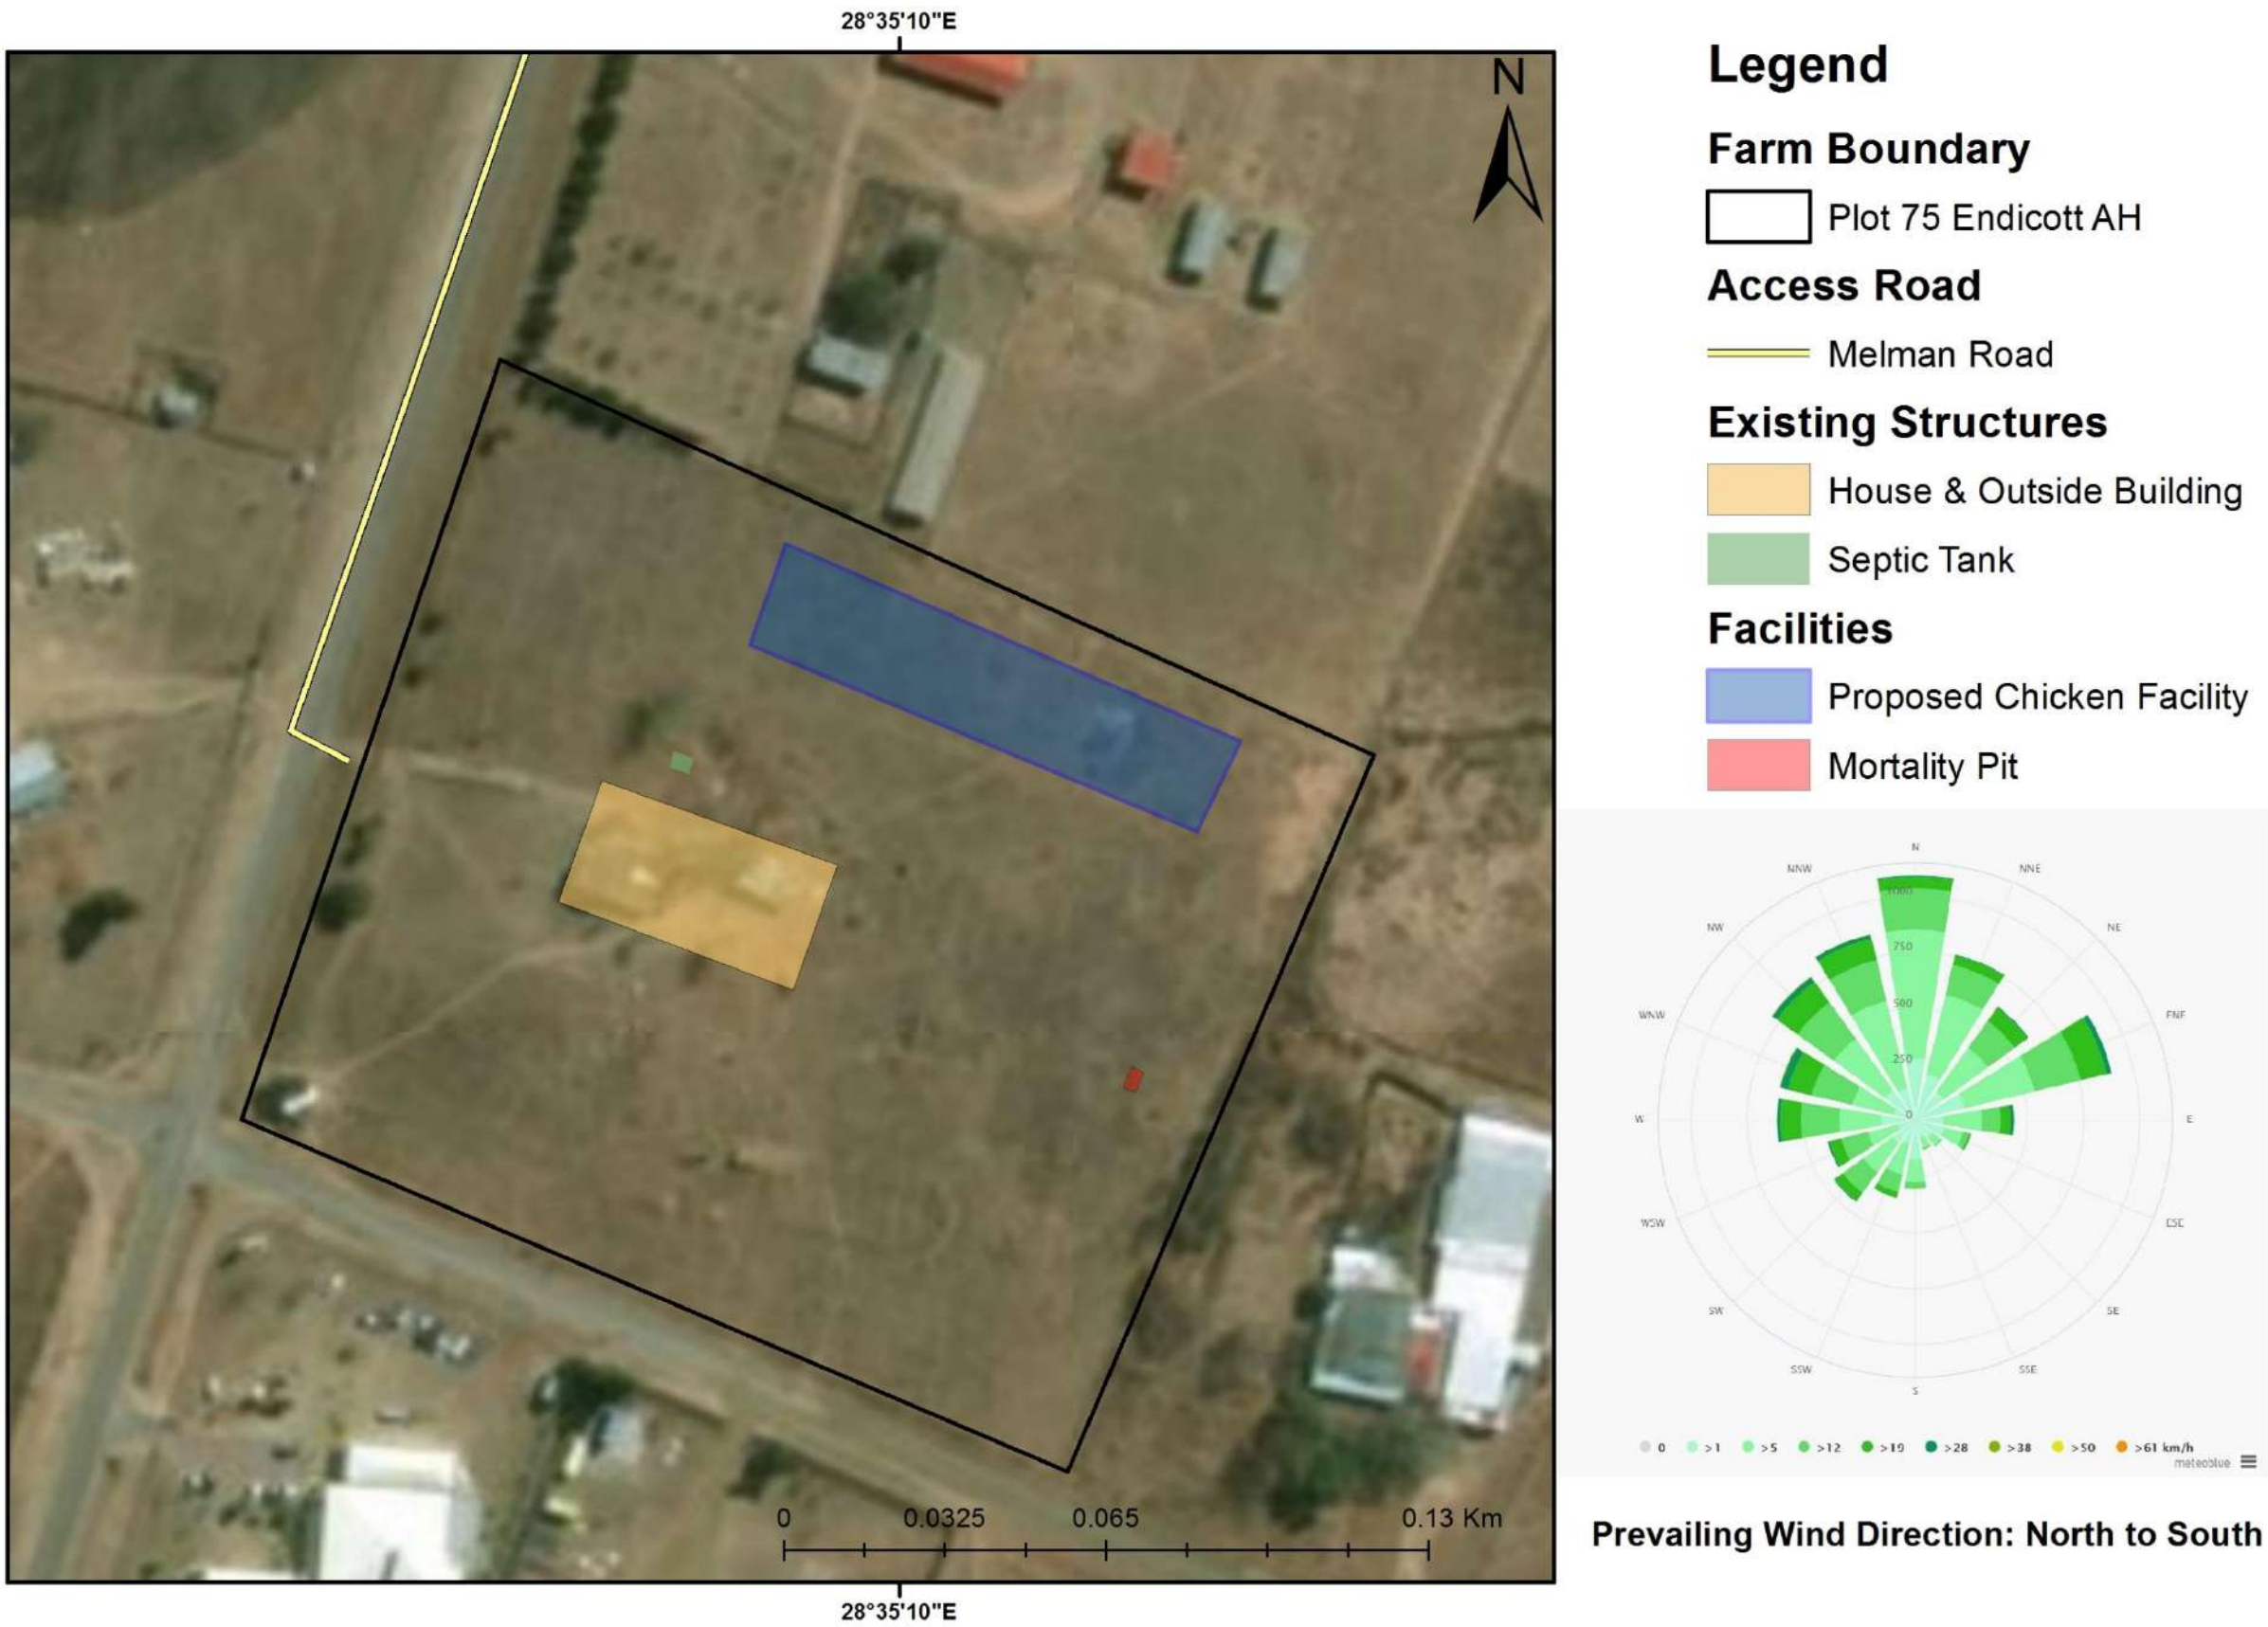 28°35'10"E
N
Legend
Farm Boundary
Plot 75 Endicott AH
Access Road
Melman Road
Existing Structures
House & Outside Building
Septic Tank
Facilities
Proposed Chicken Facility
Mortality Pit
N
NNW
NNE
1000
NW
NE
750
500
WNW
ENE
250
0
W
E
WSW
ESE
SW
SE
SSW
SSE
S
0 >1 >5 >12 >19 >28 >38 >50 >61 km/h
meteoblue
0 0.0325 0.065 0.13 Km
Prevailing Wind Direction: North to South
28°35'10"E